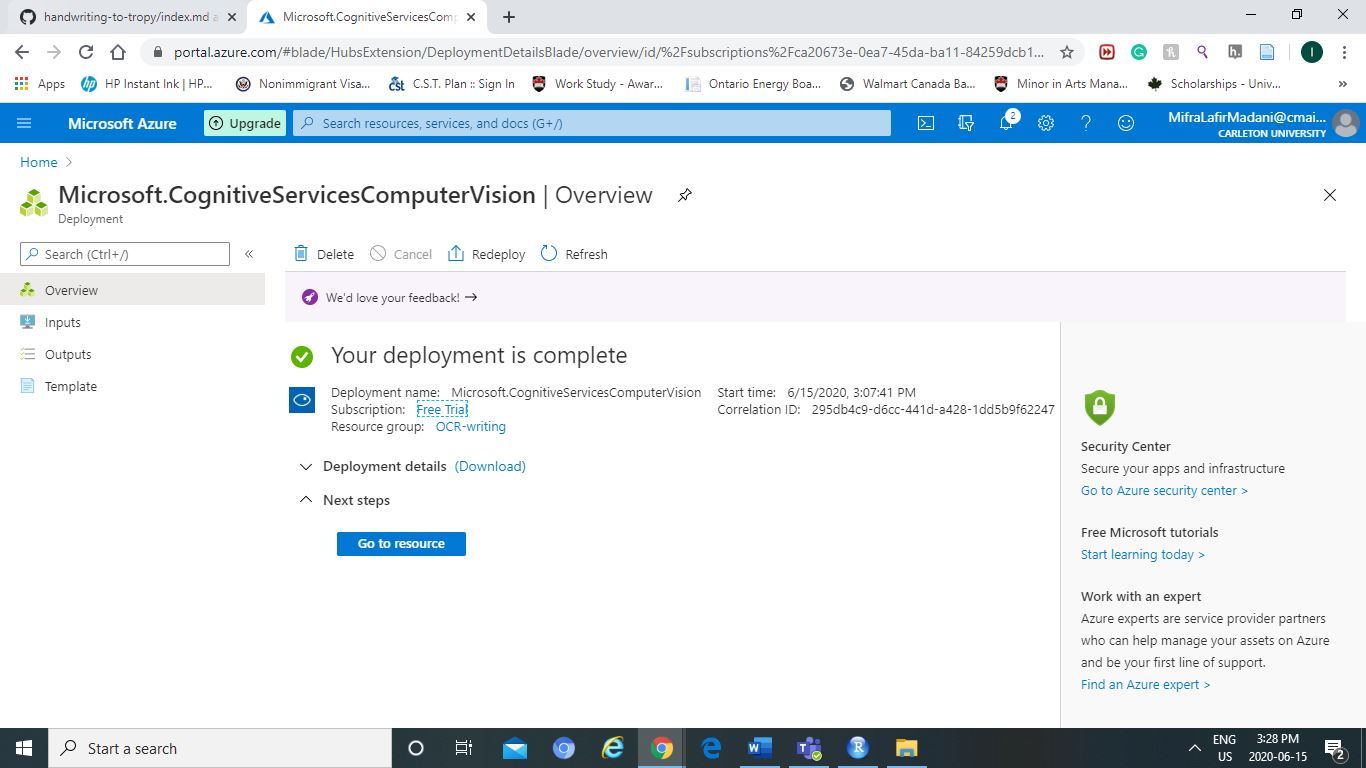 handwriting-to-tropy/index.md a
Microsoft.CognitiveServicesComp
portal.azure.com/#blade/HubsExtension/DeploymentDetailsBlade/overview/id/%2Fsubscriptions%2Fca20673e-0ea7-45da-ba11-84259dcb1...
Apps HP Instant Ink | HP... Nonimmigrant Visa... C.S.T. Plan :: Sign In Work Study - Awar... Ontario Energy Boa... Walmart Canada Ba... Minor in Arts Mana... Scholarships - Univ... »
Microsoft Azure Upgrade Search resources, services, and docs (G+/) 2 MifraLafirMadani@cmai...
CARLETON UNIVERSITY
Home >
Microsoft.CognitiveServicesComputerVision | Overview
Deployment
Search (Ctrl+/) «
Overview
Inputs
Outputs
Template
Delete Cancel Redeploy Refresh
We'd love your feedback! →
Your deployment is complete
Deployment name: Microsoft.CognitiveServicesComputerVision
Subscription: Free Trial
Resource group: OCR-writing
Start time: 6/15/2020, 3:07:41 PM
Correlation ID: 295db4c9-d6cc-441d-a428-1dd5b9f62247
Deployment details (Download)
Next steps
Go to resource
Security Center
Secure your apps and infrastructure
Go to Azure security center >
Free Microsoft tutorials
Start learning today >
Work with an expert
Azure experts are service provider partners
who can help manage your assets on Azure
and be your first line of support.
Find an Azure expert >
Start a search
ENG
US
3:28 PM
2020-06-15
2